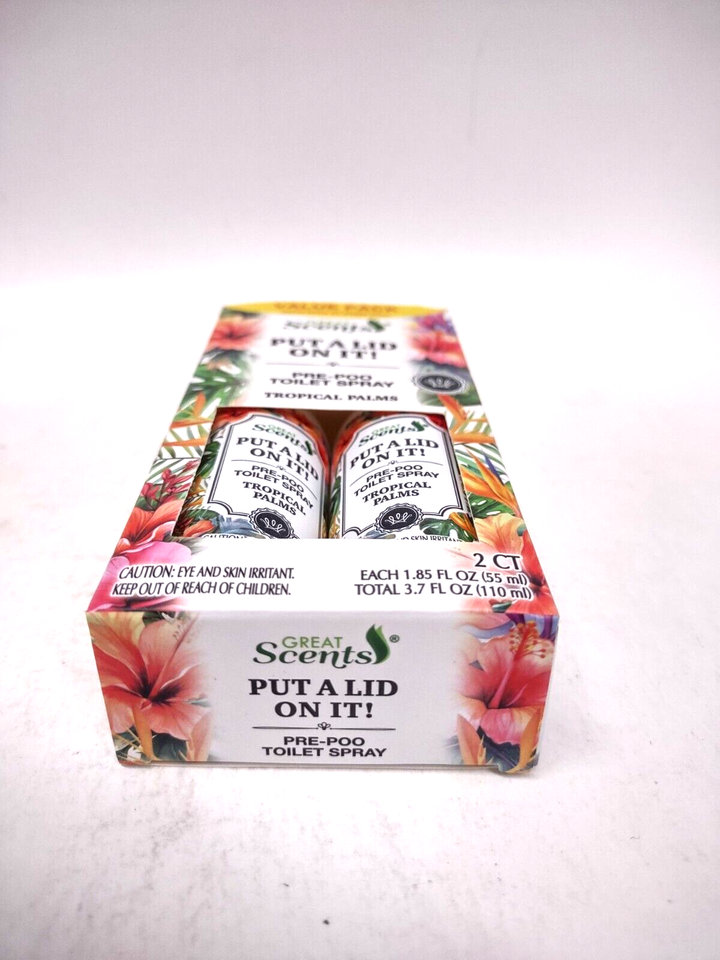 VALUE PACK
GREAT
Scents
PUT A LID
ON IT!
PRE-POO
TOILET SPRAY
TROPICAL PALMS
GREAT
Scents
PUT A LID
ON IT!
PRE-POO
TOILET SPRAY
TROPICAL
PALMS
CAUTION:
GREAT
Scents
PUT A LID
ON IT!
PRE-POO
TOILET SPRAY
TROPICAL
PALMS
SKIN IRRITANT
2 CT
CAUTION: EYE AND SKIN IRRITANT.
KEEP OUT OF REACH OF CHILDREN.
EACH 1.85 FL OZ (55 ml)
TOTAL 3.7 FL OZ (110 ml)
GREAT
Scents®
PUT A LID
ON IT!
PRE-POO
TOILET SPRAY